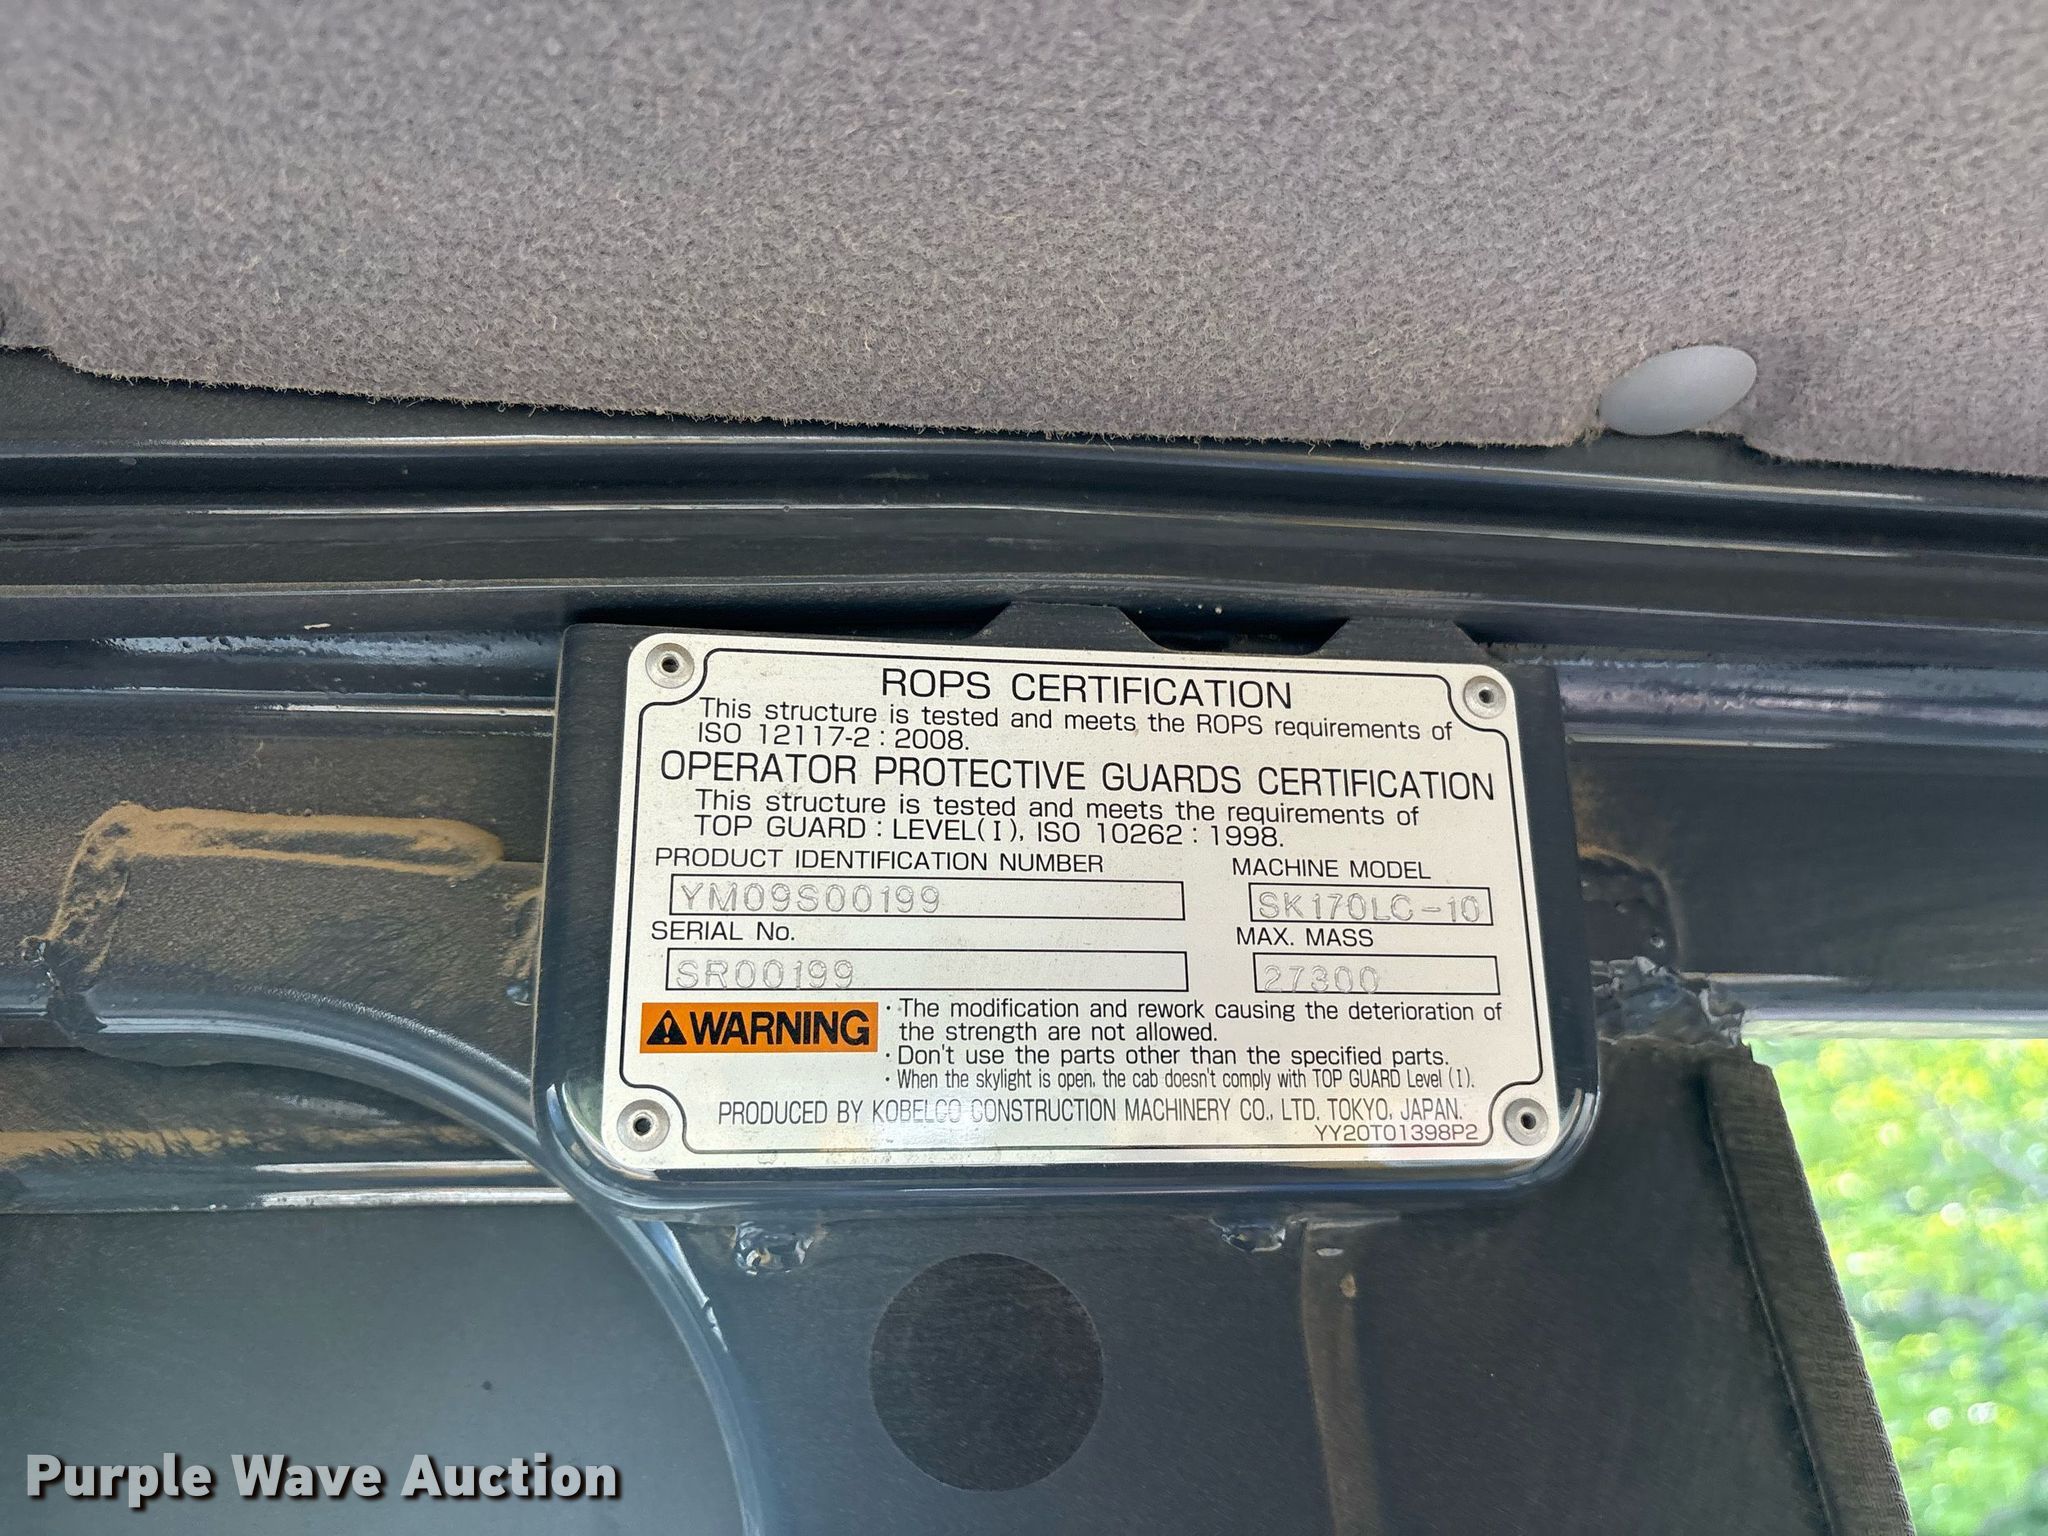 ROPS CERTIFICATION
This structure is tested and meets the ROPS requirements of
ISO 12117-2 : 2008.
OPERATOR PROTECTIVE GUARDS CERTIFICATION
This structure is tested and meets the requirements of
TOP GUARD : LEVEL(I), ISO 10262 : 1998.
PRODUCT IDENTIFICATION NUMBER
YM09S00199
MACHINE MODEL
SK170LC-10
SERIAL No.
SR00199
MAX. MASS
27300
WARNING
· The modification and rework causing the deterioration of
the strength are not allowed.
· Don't use the parts other than the specified parts.
· When the skylight is open, the cab doesn't comply with TOP GUARD Level (I).
PRODUCED BY KOBELCO CONSTRUCTION MACHINERY CO., LTD. TOKYO, JAPAN.
YY20T01398P2
Purple Wave Auction